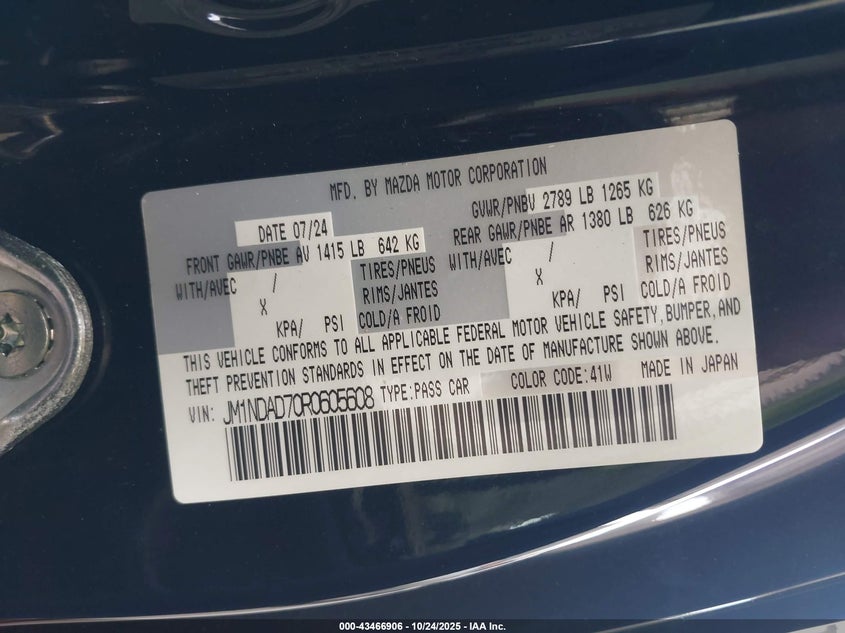 MFD. BY MAZDA MOTOR CORPORATION
DATE 07/24
GVWR/PNBV 2789 LB 1265 KG
FRONT GAWR/PNBE AV 1415 LB 642 KG
REAR GAWR/PNBE AR 1380 LB 626 KG
WITH/AVEC / TIRES/PNEUS
WITH/AVEC / TIRES/PNEUS
X RIMS/JANTES
X RIMS/JANTES
KPA/ PSI COLD/A FROID
KPA/ PSI COLD/A FROID
THIS VEHICLE CONFORMS TO ALL APPLICABLE FEDERAL MOTOR VEHICLE SAFETY,BUMPER,AND
THEFT PREVENTION STANDARDS IN EFFECT ON THE DATE OF MANUFACTURE SHOWN ABOVE.
VIN: JM1NDAD70R0605608 TYPE:PASS CAR COLOR CODE:41W MADE IN JAPAN
000-43466906 - 10/24/2025 - IAA Inc.